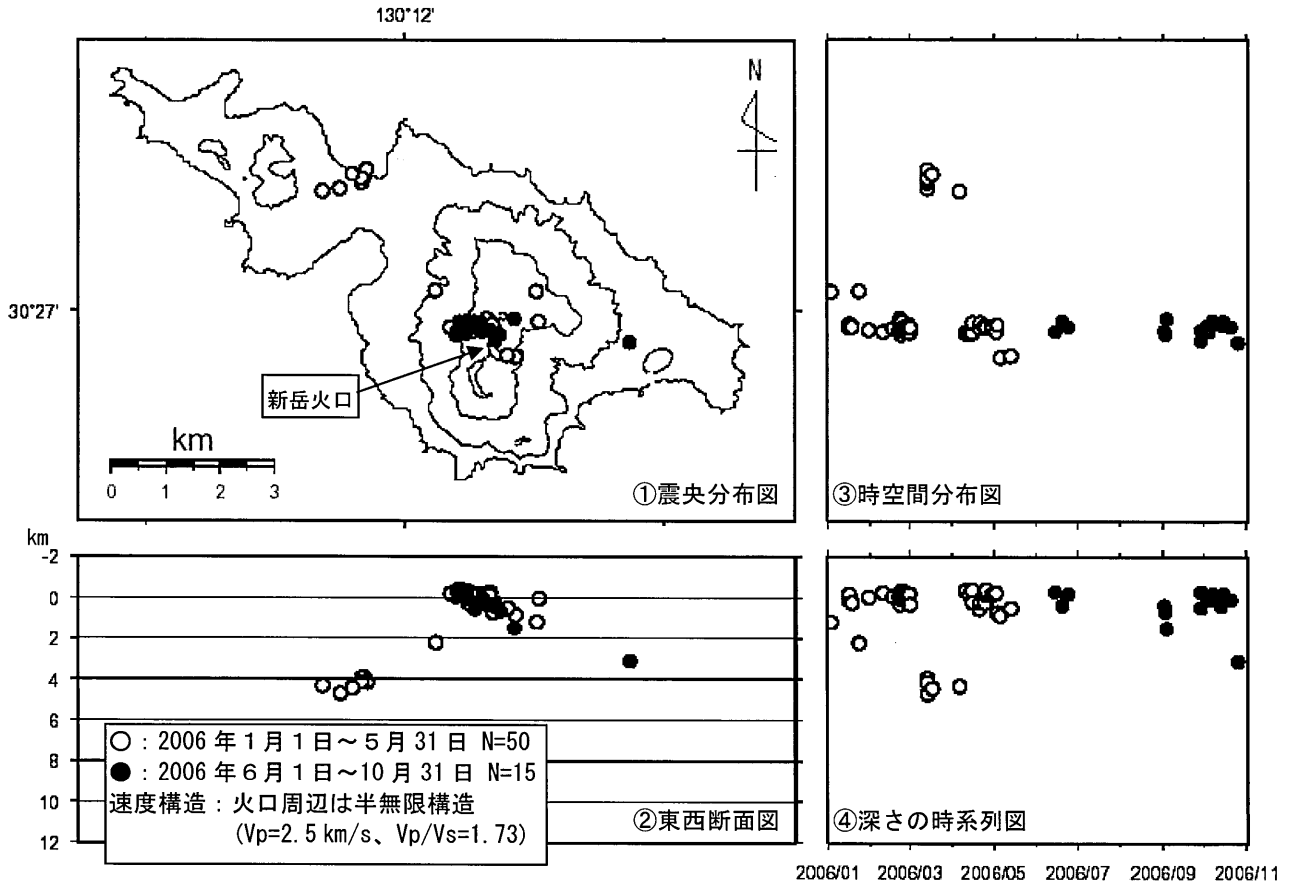 130°12'
N
30°27'
新岳火口
km
0 1 2 3
①震央分布図
③時空間分布図
km
-2
0
2
4
6
8
10
12
○：2006年1月1日～5月31日 N=50
●：2006年6月1日～10月31日 N=15
速度構造：火口周辺は半無限構造
(Vp=2.5 km/s、Vp/Vs=1.73)
②東西断面図
④深さの時系列図
2006/01 2006/03 2006/05 2006/07 2006/09 2006/11